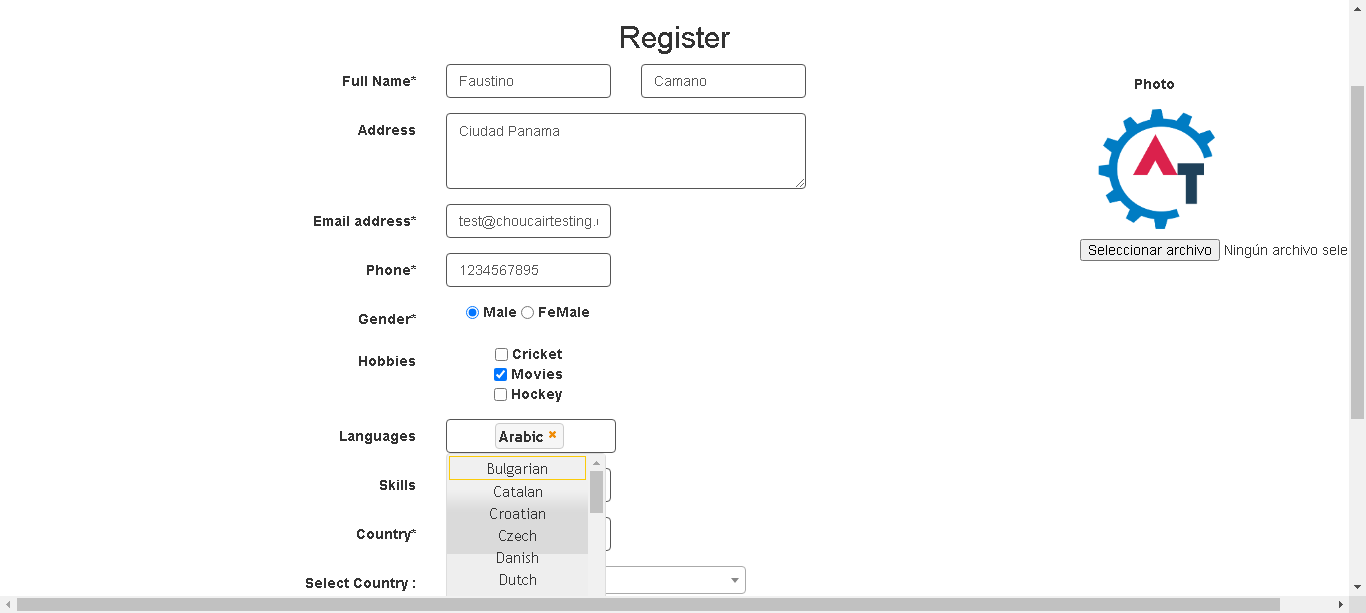 Register
Full Name* Faustino Camano
Photo
Address Ciudad Panama
AT
Email address* test@choucairtesting.
Seleccionar archivo Ningún archivo sele
Phone* 1234567895
Gender* Male FeMale
Hobbies Cricket
Movies
Hockey
Languages Arabic
Bulgarian
Skills
Catalan
Croatian
Country* Czech
Danish
Select Country : Dutch